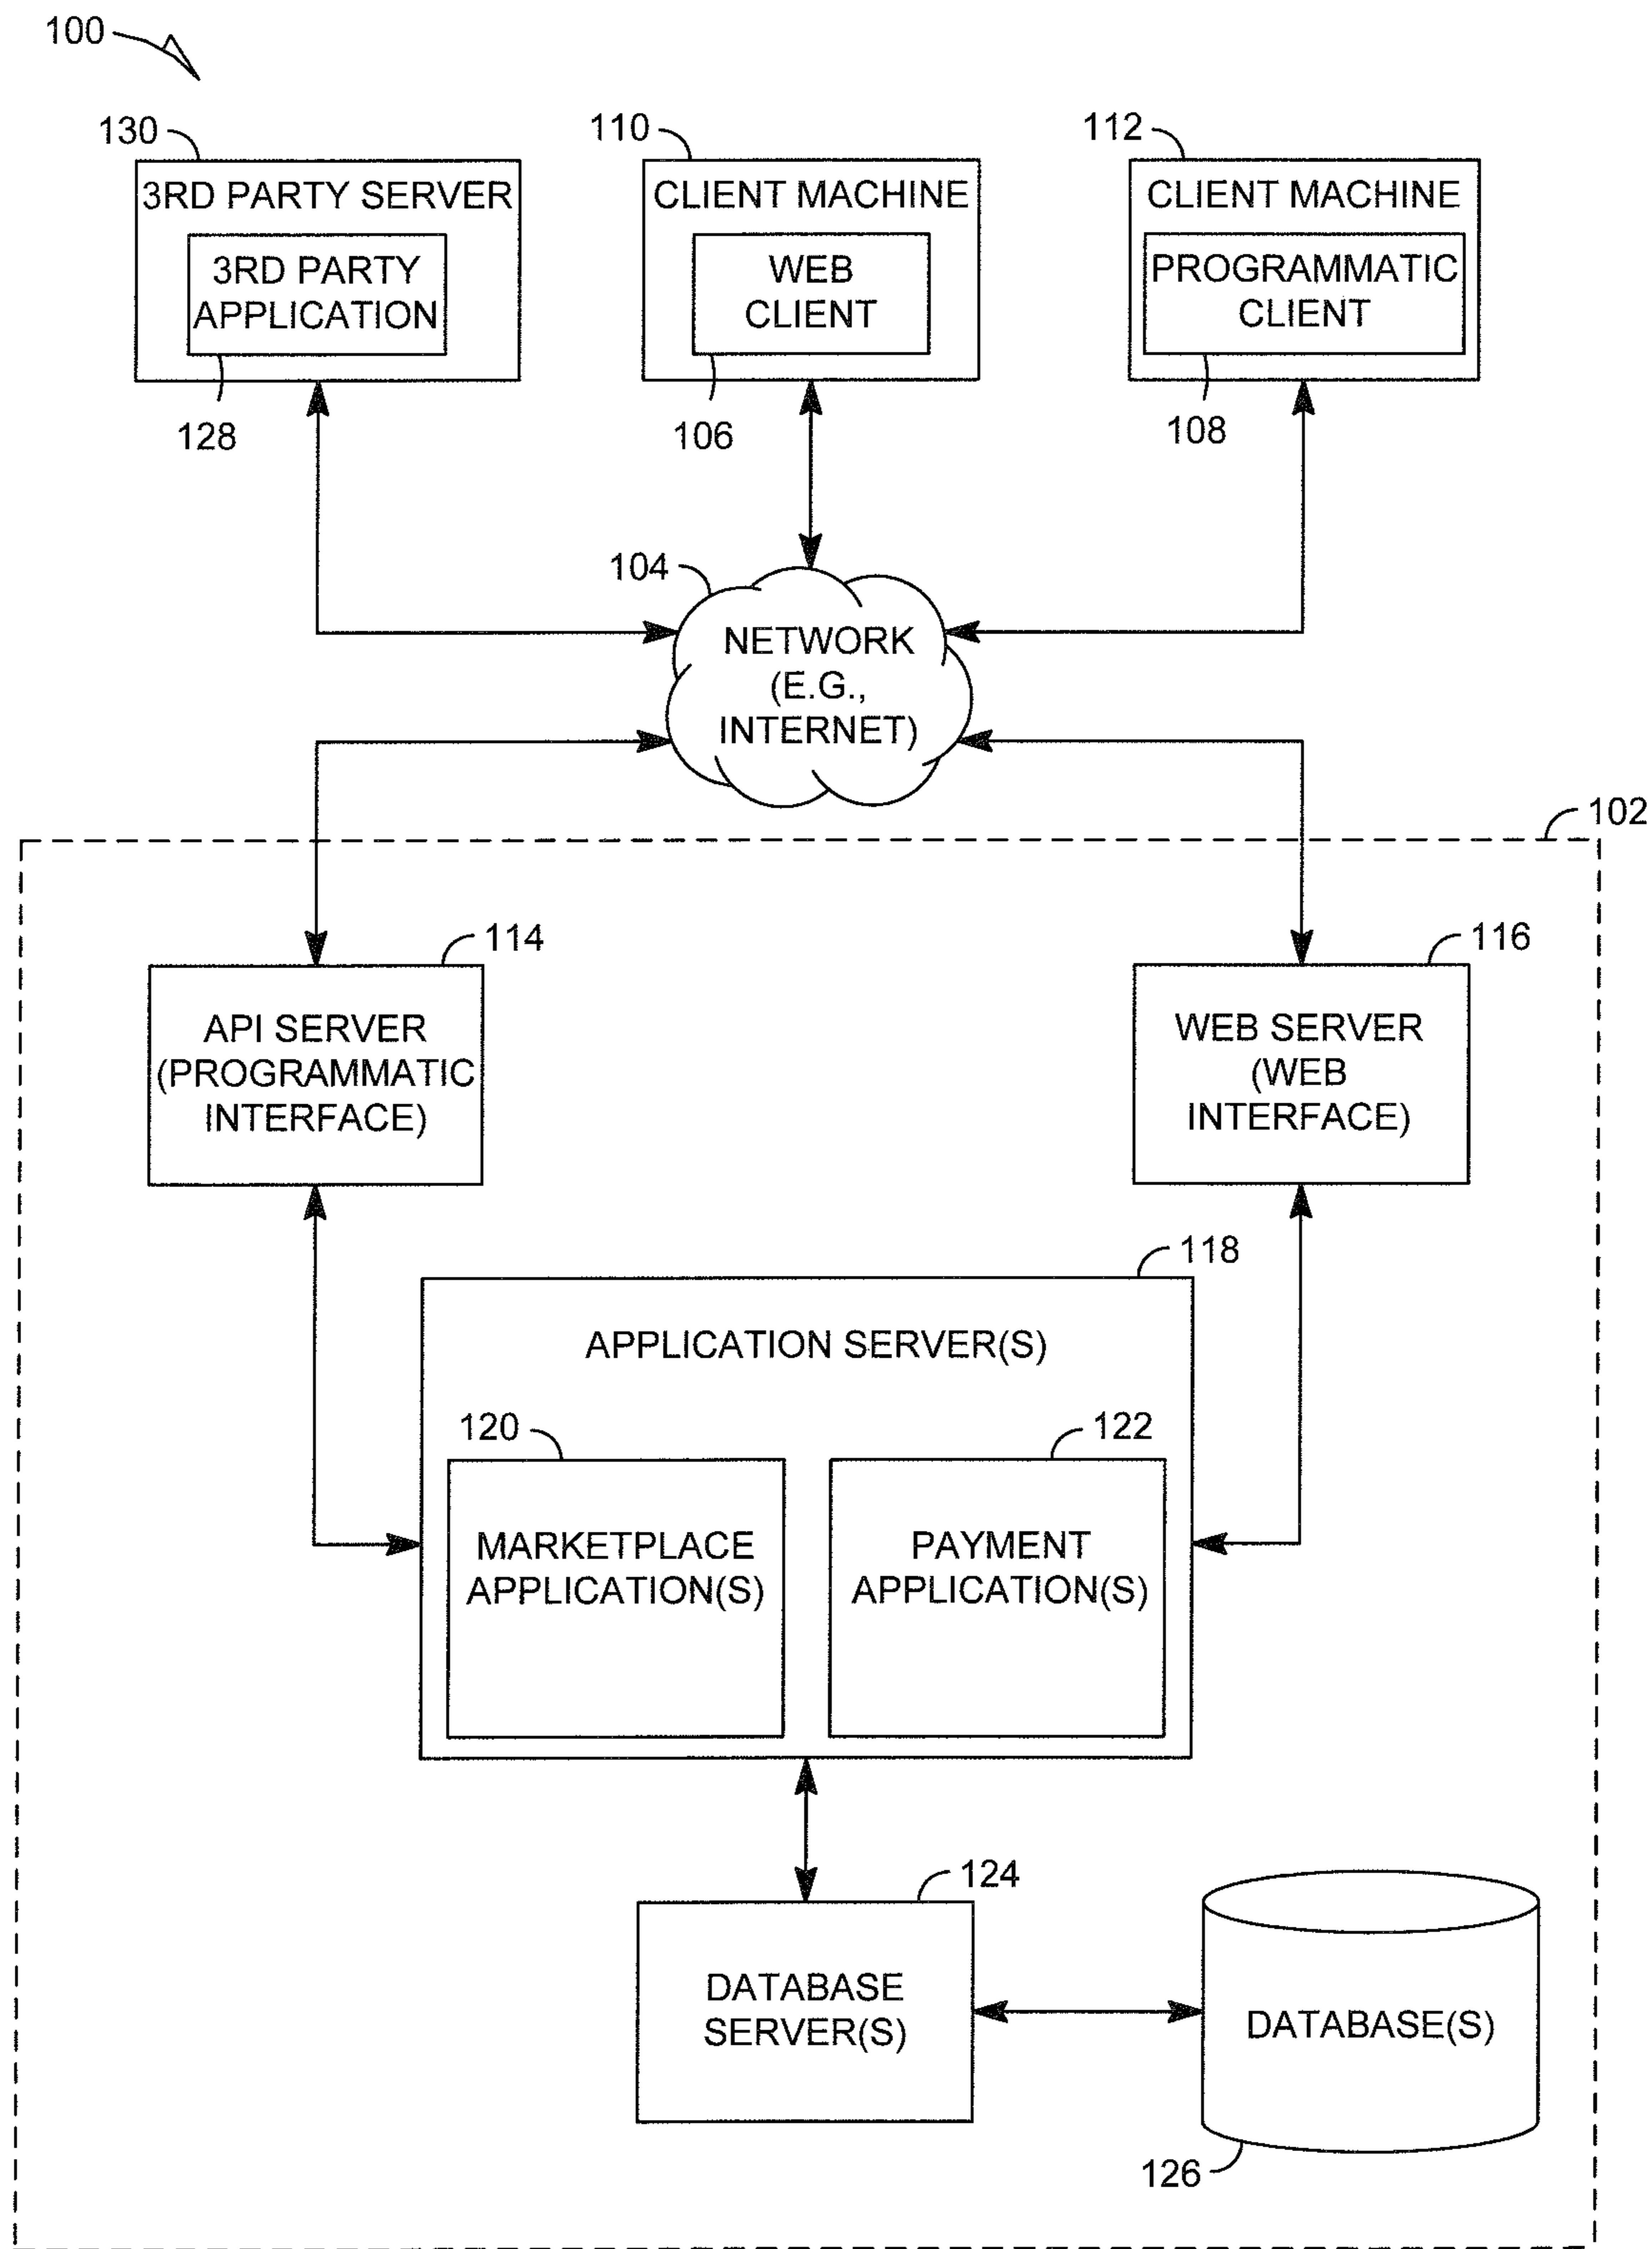 100
130
110
112
3RD PARTY SERVER
CLIENT MACHINE
CLIENT MACHINE
3RD PARTY
APPLICATION
WEB
CLIENT
PROGRAMMATIC
CLIENT
128
106
108
104
NETWORK
(E.G.,
INTERNET)
102
114
116
API SERVER
(PROGRAMMATIC
INTERFACE)
WEB SERVER
(WEB
INTERFACE)
118
APPLICATION SERVER(S)
120
122
MARKETPLACE
APPLICATION(S)
PAYMENT
APPLICATION(S)
124
DATABASE
SERVER(S)
DATABASE(S)
126